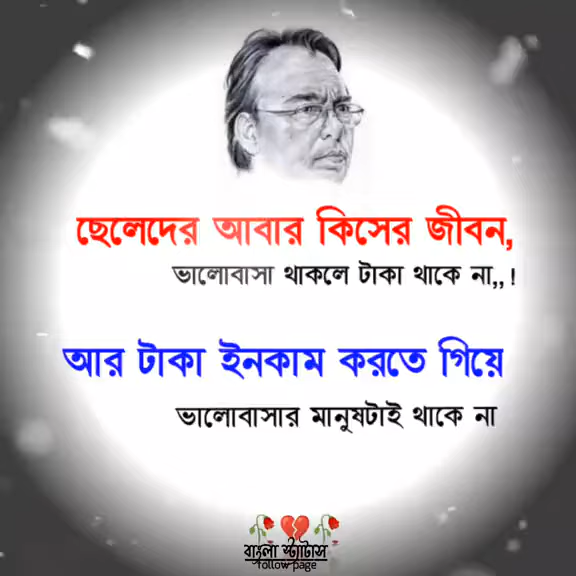 ছেলেদের আবার কিসের জীবন,
ভালোবাসা থাকলে টাকা থাকে না,,!
আর টাকা ইনকাম করতে গিয়ে
ভালোবাসার মানুষটাই থাকে না
বাংলা স্ট্যাটাস
follow page